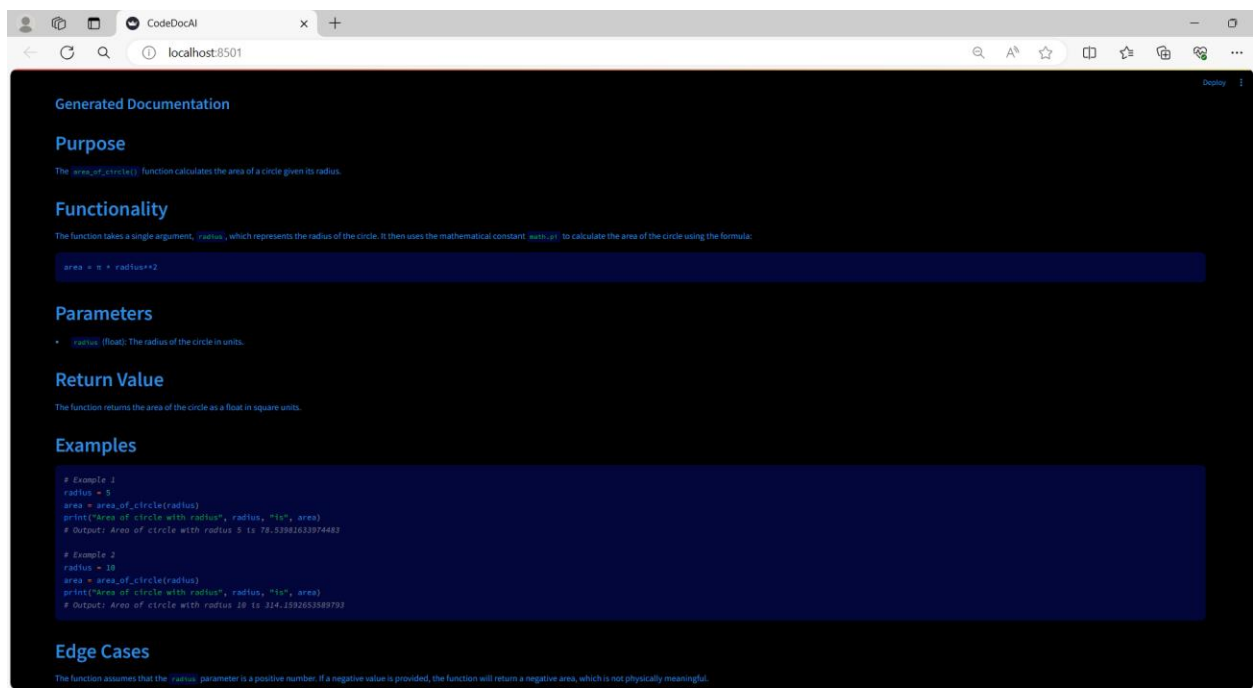 CodeDocAI
localhost:8501
Deploy
Generated Documentation
Purpose
The area_of_circle() function calculates the area of a circle given its radius.
Functionality
The function takes a single argument, radius, which represents the radius of the circle. It then uses the mathematical constant math.pi to calculate the area of the circle using the formula:
area = π * radius**2
Parameters
• radius (float): The radius of the circle in units.
Return Value
The function returns the area of the circle as a float in square units.
Examples
# Example 1
radius = 5
area = area_of_circle(radius)
print("Area of circle with radius", radius, "is", area)
# Output: Area of circle with radius 5 is 78.53981633974483
# Example 2
radius = 10
area = area_of_circle(radius)
print("Area of circle with radius", radius, "is", area)
# Output: Area of circle with radius 10 is 314.1592653589793
Edge Cases
The function assumes that the radius parameter is a positive number. If a negative value is provided, the function will return a negative area, which is not physically meaningful.